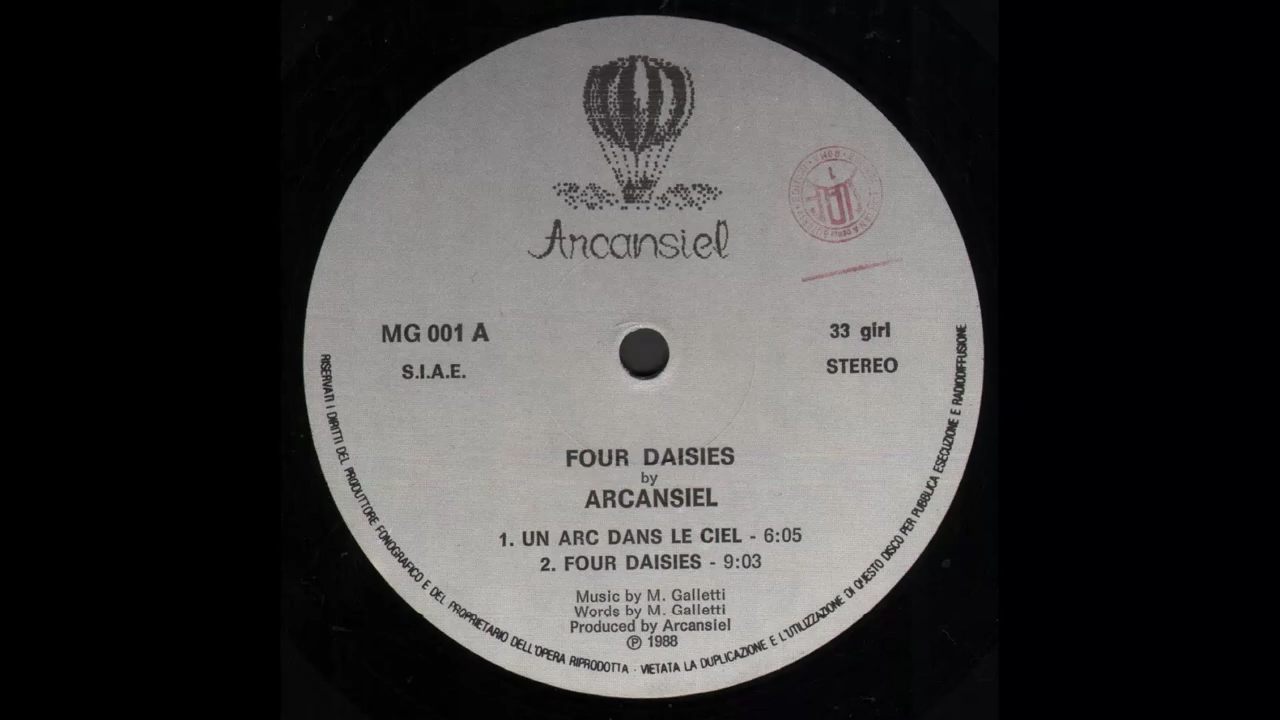 Arcansiel
MG 001 A
33 giri
S.I.A.E.
STEREO
FOUR DAISIES
by
ARCANSIEL
1. UN ARC DANS LE CIEL - 6:05
2. FOUR DAISIES - 9:03
Music by M. Galletti
Words by M. Galletti
Produced by Arcansiel
℗ 1988
RISERVATI I DIRITTI DEL PRODUTTORE FONOGRAFICO E DEL PROPRIETARIO DELL'OPERA RIPRODOTTA · VIETATA LA DUPLICAZIONE E L'UTILIZZAZIONE DI QUESTO DISCO PER PUBBLICA ESECUZIONE E RADIODIFFUSIONE